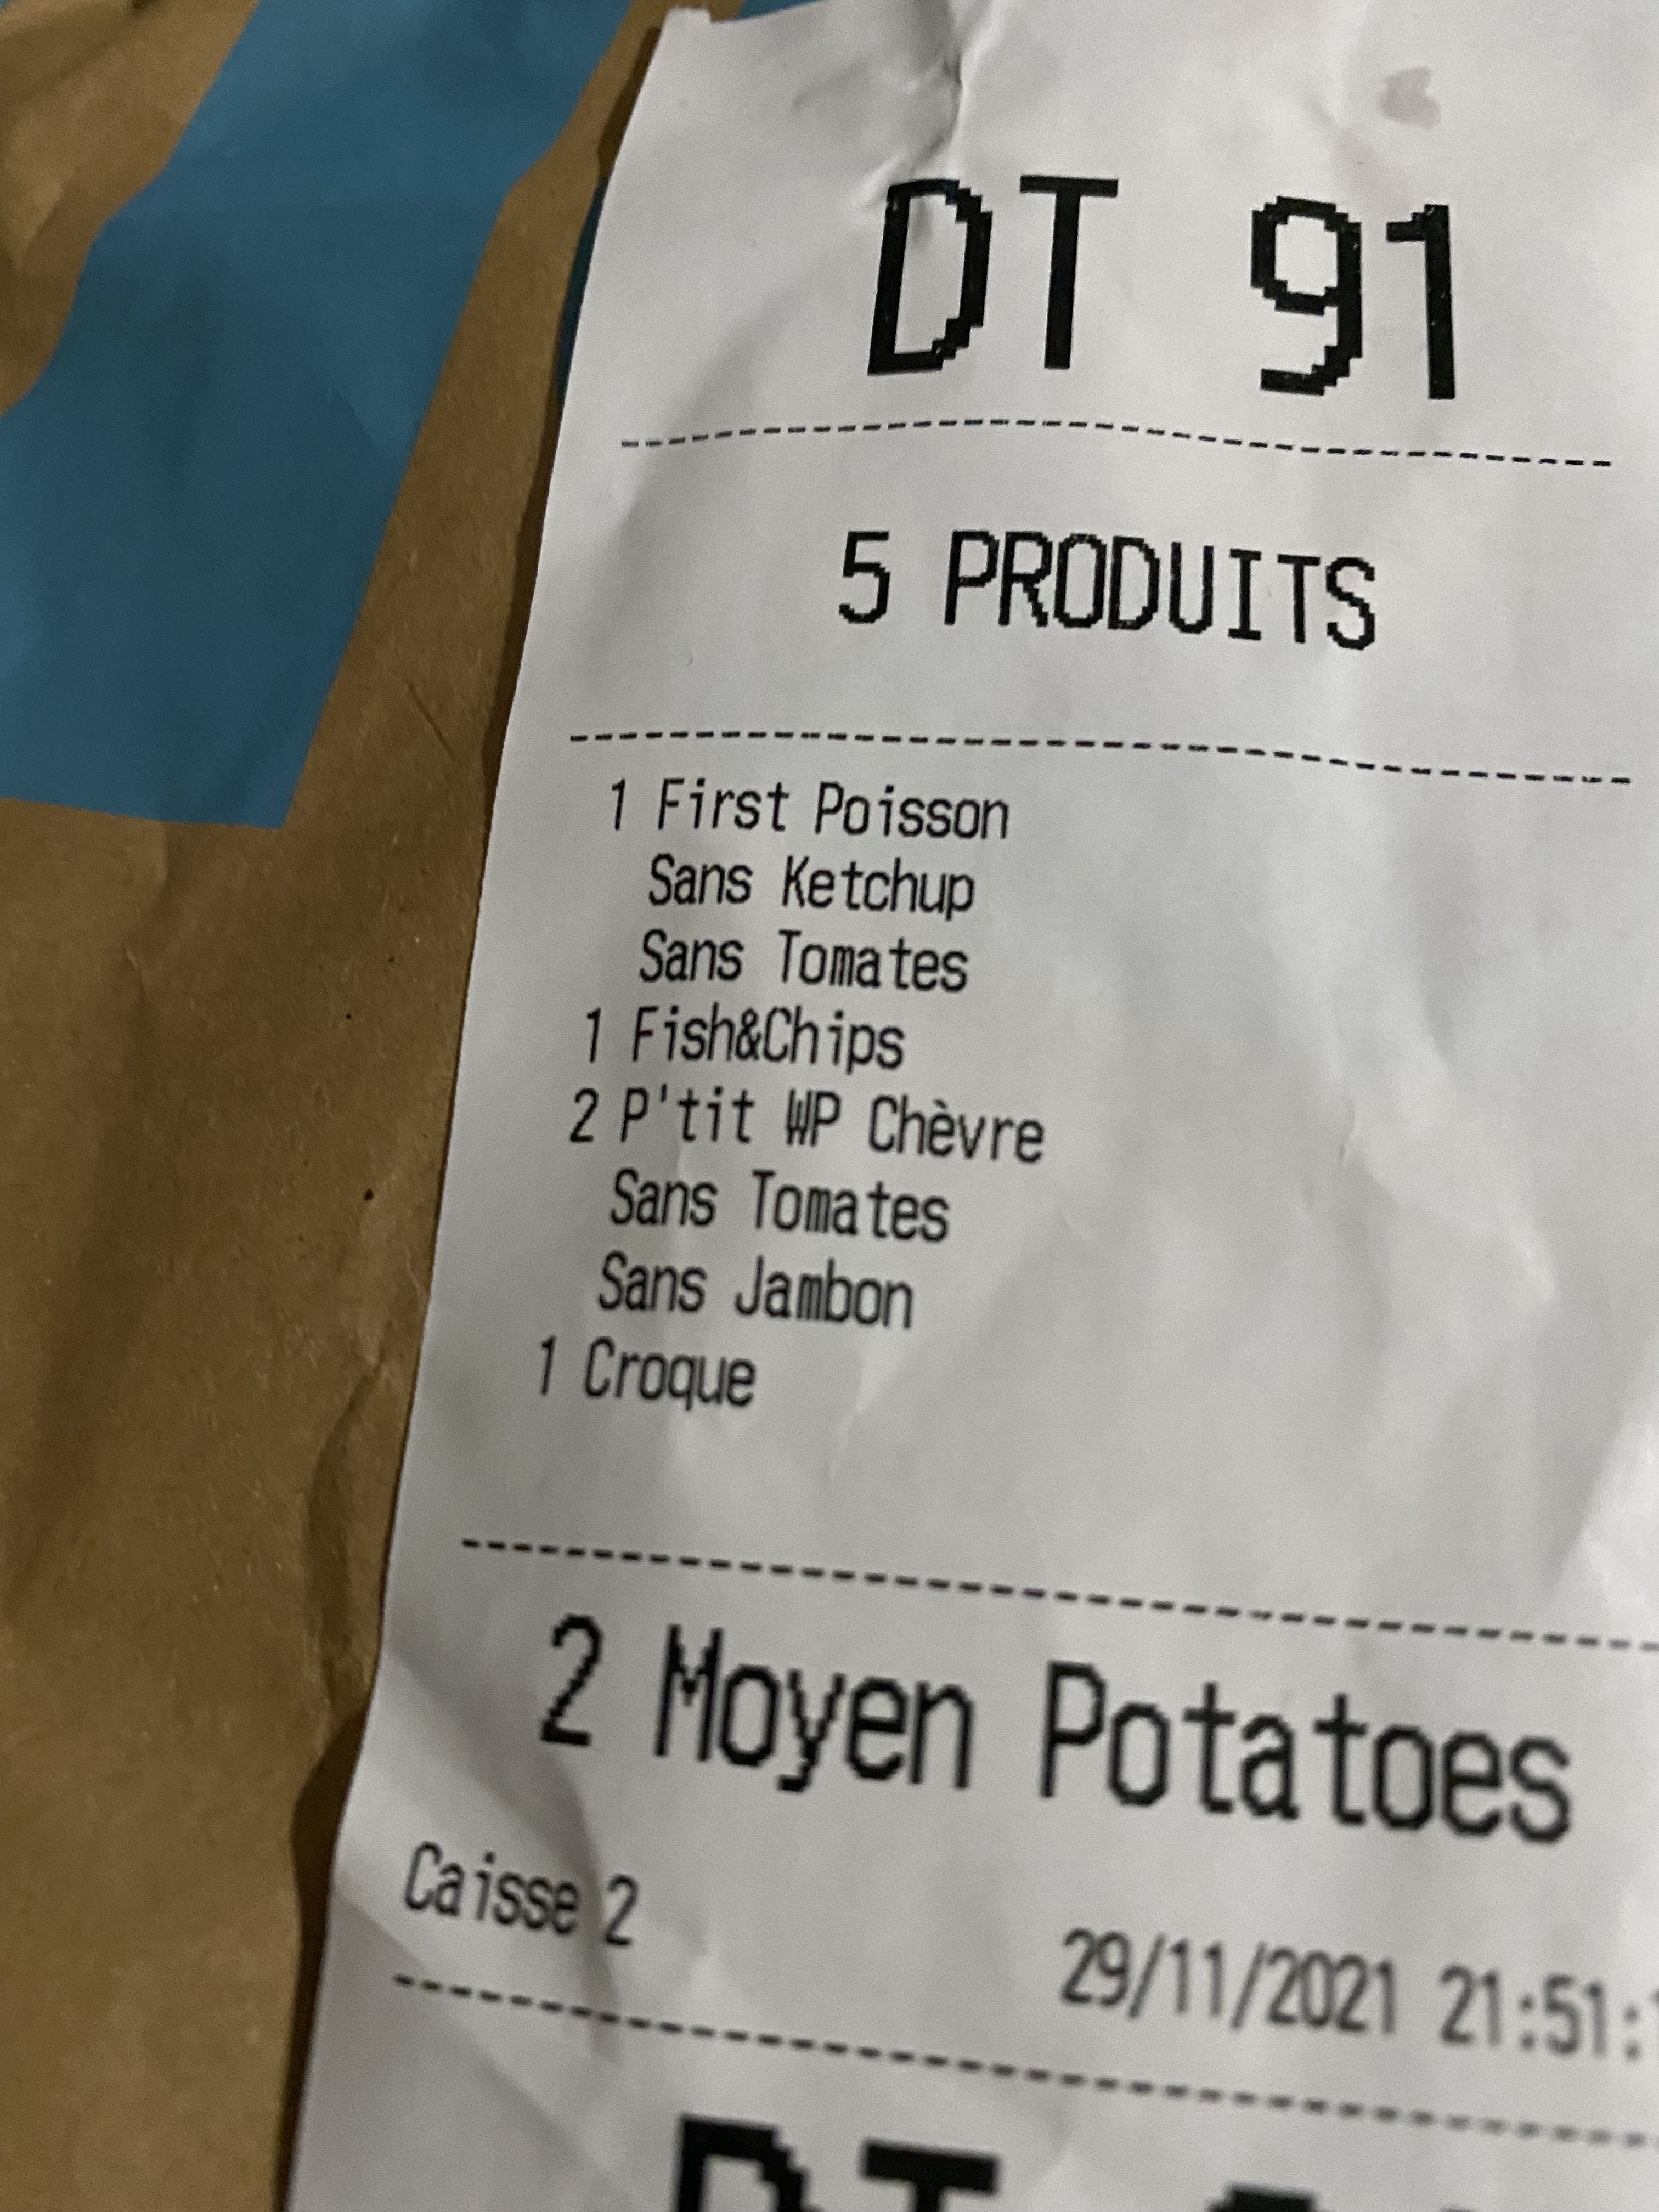 DT 91
5 PRODUITS
1 First Poisson
Sans Ketchup
Sans Tomates
1 Fish&Chips
2 P'tit WP Chèvre
Sans Tomates
Sans Jambon
1 Croque
2 Moyen Potatoes
Caisse 2
29/11/2021 21:51:
DT